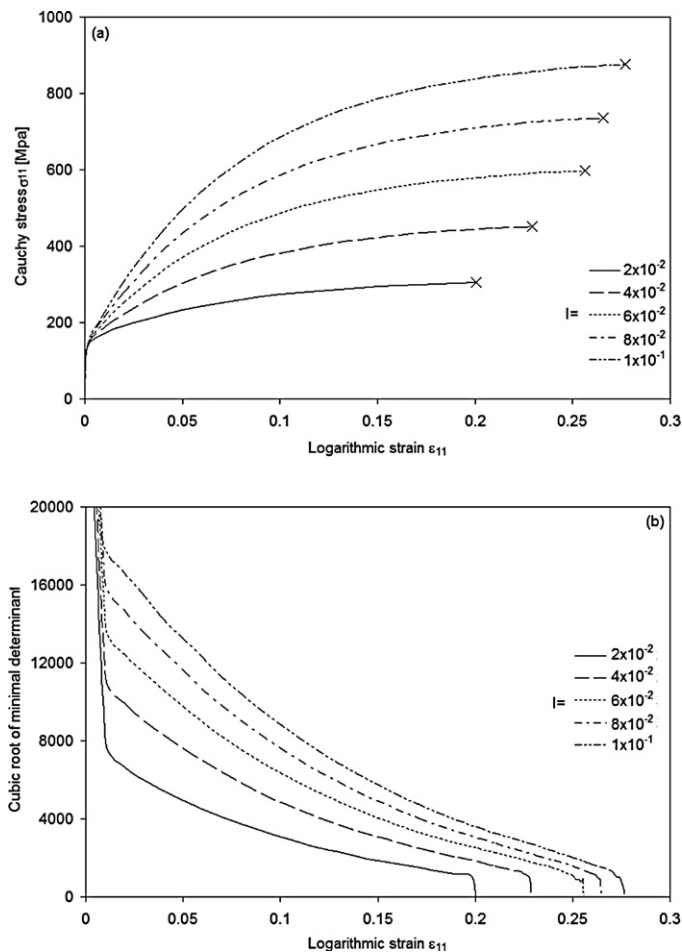 (a)
1000
800
600
400
200
0
Cauchy stress σ11 [Mpa]
2x10⁻²
4x10⁻²
I= 6x10⁻²
8x10⁻²
1x10⁻¹
0 0.05 0.1 0.15 0.2 0.25 0.3
Logarithmic strain ε₁₁
(b)
20000
16000
12000
8000
4000
0
Cubic root of minimal determinant
2x10⁻²
4x10⁻²
I= 6x10⁻²
8x10⁻²
1x10⁻¹
0 0.05 0.1 0.15 0.2 0.25 0.3
Logarithmic strain ε₁₁